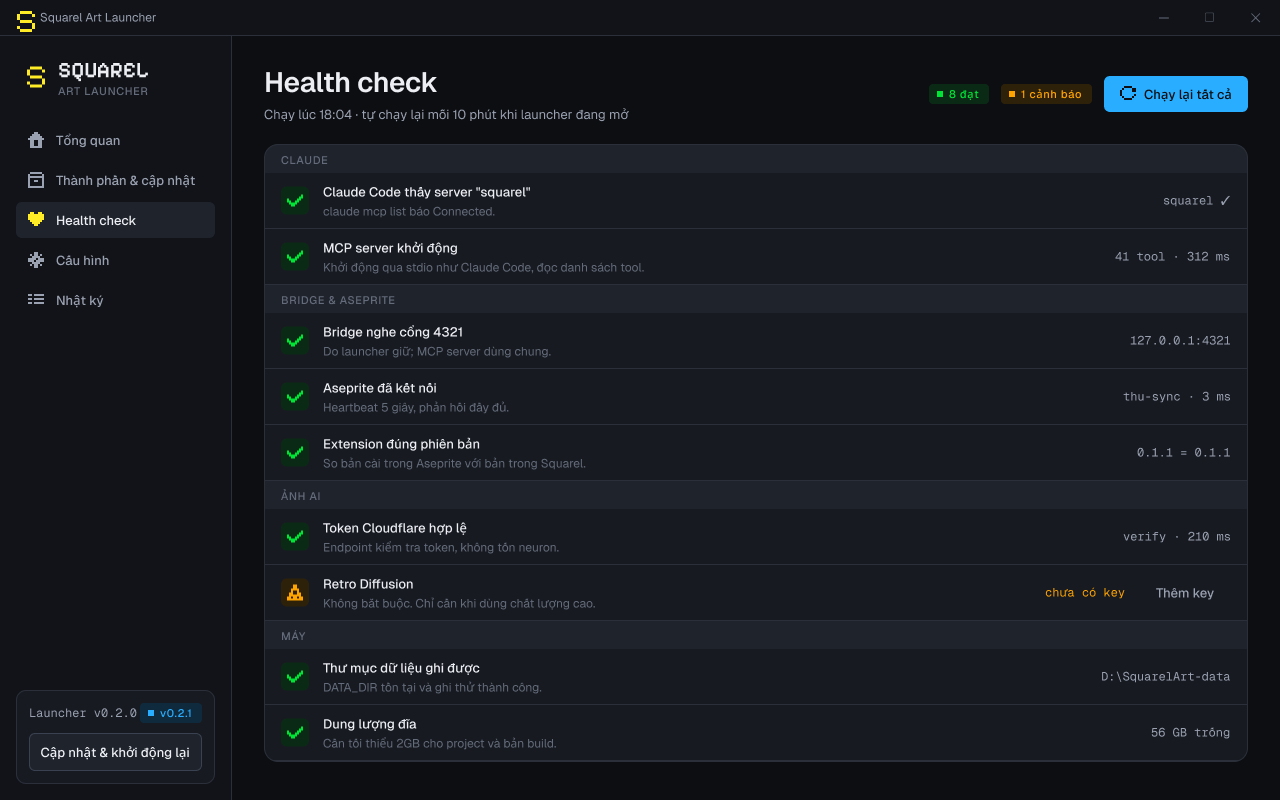 Squarel Art Launcher
SQUAREL
ART LAUNCHER
Tổng quan
Thành phần & cập nhật
Health check
Cấu hình
Nhật ký
Launcher v0.2.0
v0.2.1
Cập nhật & khởi động lại
Health check
Chạy lúc 18:04 · tự chạy lại mỗi 10 phút khi launcher đang mở
8 đạt
1 cảnh báo
Chạy lại tất cả
CLAUDE
Claude Code thấy server "squarel"
claude mcp list báo Connected.
squarel ✓
MCP server khởi động
Khởi động qua stdio như Claude Code, đọc danh sách tool.
41 tool · 312 ms
BRIDGE & ASEPRITE
Bridge nghe cổng 4321
Do launcher giữ; MCP server dùng chung.
127.0.0.1:4321
Aseprite đã kết nối
Heartbeat 5 giây, phản hồi đầy đủ.
thu-sync · 3 ms
Extension đúng phiên bản
So bản cài trong Aseprite với bản trong Squarel.
0.1.1 = 0.1.1
ẢNH AI
Token Cloudflare hợp lệ
Endpoint kiểm tra token, không tốn neuron.
verify · 210 ms
Retro Diffusion
Không bắt buộc. Chỉ cần khi dùng chất lượng cao.
chưa có key
Thêm key
MÁY
Thư mục dữ liệu ghi được
DATA_DIR tồn tại và ghi thử thành công.
D:\SquarelArt-data
Dung lượng đĩa
Cần tối thiểu 2GB cho project và bản build.
56 GB trống